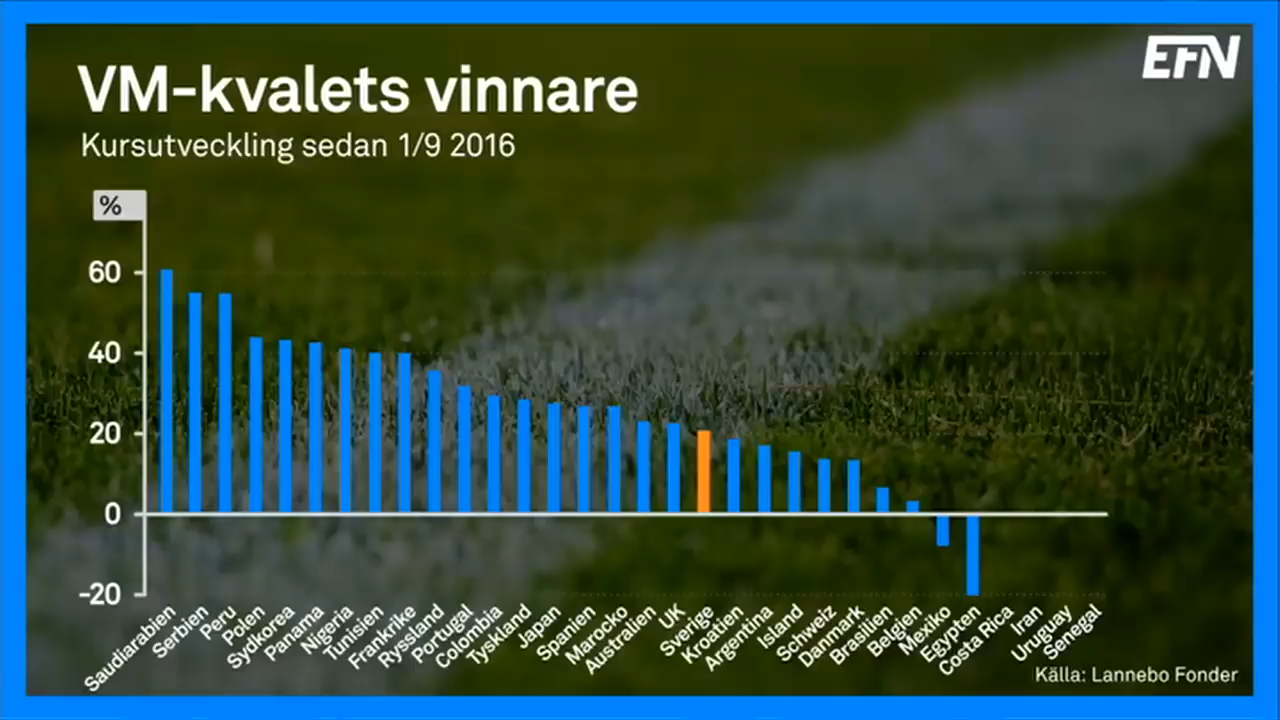 EFN
VM-kvalets vinnare
Kursutveckling sedan 1/9 2016
%
60
40
20
0
-20
Saudiarabien
Serbien
Peru
Polen
Sydkorea
Panama
Nigeria
Tunisien
Frankrike
Ryssland
Portugal
Colombia
Tyskland
Japan
Spanien
Marocko
Australien
UK
Sverige
Kroatien
Argentina
Island
Schweiz
Danmark
Brasilien
Belgien
Mexiko
Egypten
Costa Rica
Iran
Uruguay
Senegal
Källa: Lannebo Fonder